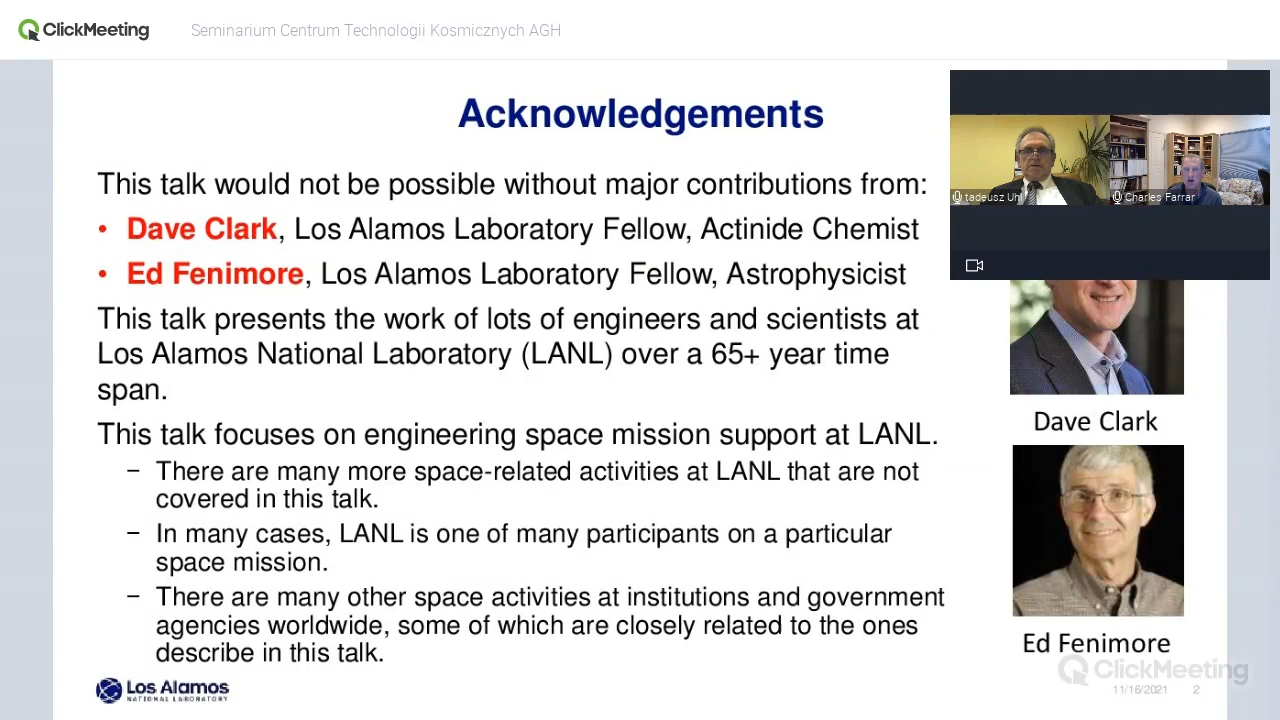 ClickMeeting
Seminarium Centrum Technologii Kosmicznych AGH
Acknowledgements
tadeusz Uhl
Charles Farrar
This talk would not be possible without major contributions from:
• Dave Clark, Los Alamos Laboratory Fellow, Actinide Chemist
• Ed Fenimore, Los Alamos Laboratory Fellow, Astrophysicist
This talk presents the work of lots of engineers and scientists at
Los Alamos National Laboratory (LANL) over a 65+ year time
span.
This talk focuses on engineering space mission support at LANL.
– There are many more space-related activities at LANL that are not
covered in this talk.
– In many cases, LANL is one of many participants on a particular
space mission.
– There are many other space activities at institutions and government
agencies worldwide, some of which are closely related to the ones
describe in this talk.
Dave Clark
Ed Fenimore
Los Alamos
NATIONAL LABORATORY
ClickMeeting
11/16/2021 2